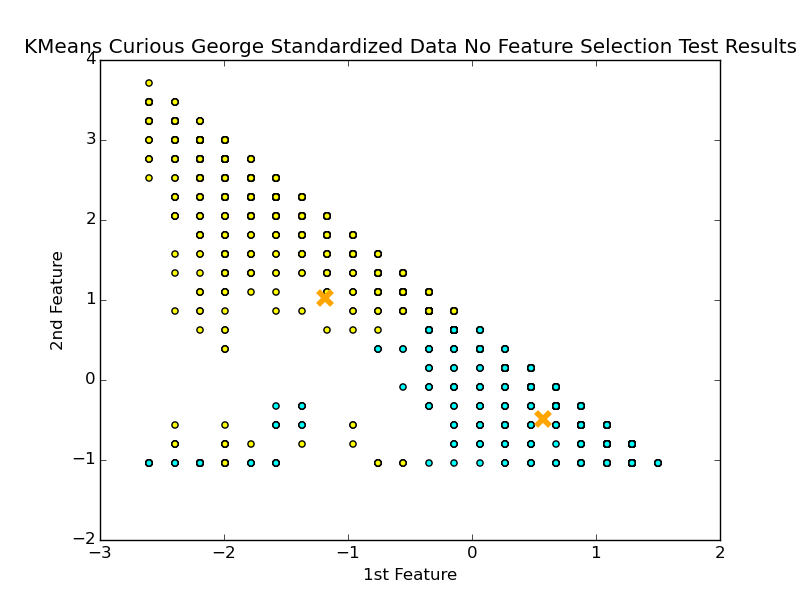 KMeans Curious George Standardized Data No Feature Selection Test Results
4
3
2
1
0
−1
−2
2nd Feature
−3 −2 −1 0 1 2
1st Feature